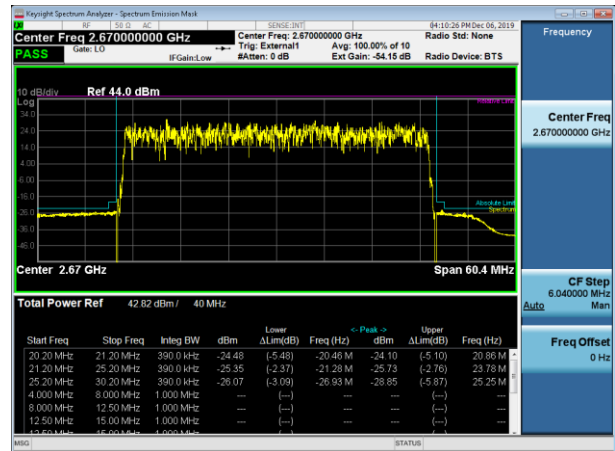 Keysight Spectrum Analyzer - Spectrum Emission Mask
RF 50 Ω AC SENSE:INT 04:10:26 PM Dec 06, 2019
Center Freq 2.670000000 GHz
Center Freq: 2.670000000 GHz Radio Std: None
Gate: LO Trig: External1 Avg: 100.00% of 10
PASS IFGain:Low #Atten: 0 dB Ext Gain: -54.15 dB Radio Device: BTS
Frequency
10 dB/div Ref 44.0 dBm
Log
Relative Limit
34.0
24.0
14.0
4.00
-6.00
-16.0
Absolute Limit
Spectrum
-26.0
-36.0
-46.0
Center 2.67 GHz Span 60.4 MHz
Center Freq
2.670000000 GHz
CF Step
6.040000 MHz
Auto Man
Freq Offset
0 Hz
Total Power Ref 42.82 dBm / 40 MHz
Lower <- Peak -> Upper
Start Freq Stop Freq Integ BW dBm ΔLim(dB) Freq (Hz) dBm ΔLim(dB) Freq (Hz)
20.20 MHz 21.20 MHz 390.0 kHz -24.48 (-5.48) -20.46 M -24.10 (-5.10) 20.86 M
21.20 MHz 25.20 MHz 390.0 kHz -25.35 (-2.37) -21.28 M -25.73 (-2.76) 23.78 M
25.20 MHz 30.20 MHz 390.0 kHz -26.07 (-3.09) -26.93 M -28.85 (-5.87) 25.25 M
4.000 MHz 8.000 MHz 1.000 MHz --- (---) --- (---)
8.000 MHz 12.50 MHz 1.000 MHz --- (---) --- (---)
12.50 MHz 15.00 MHz 1.000 MHz --- (---) --- (---)
MSG STATUS